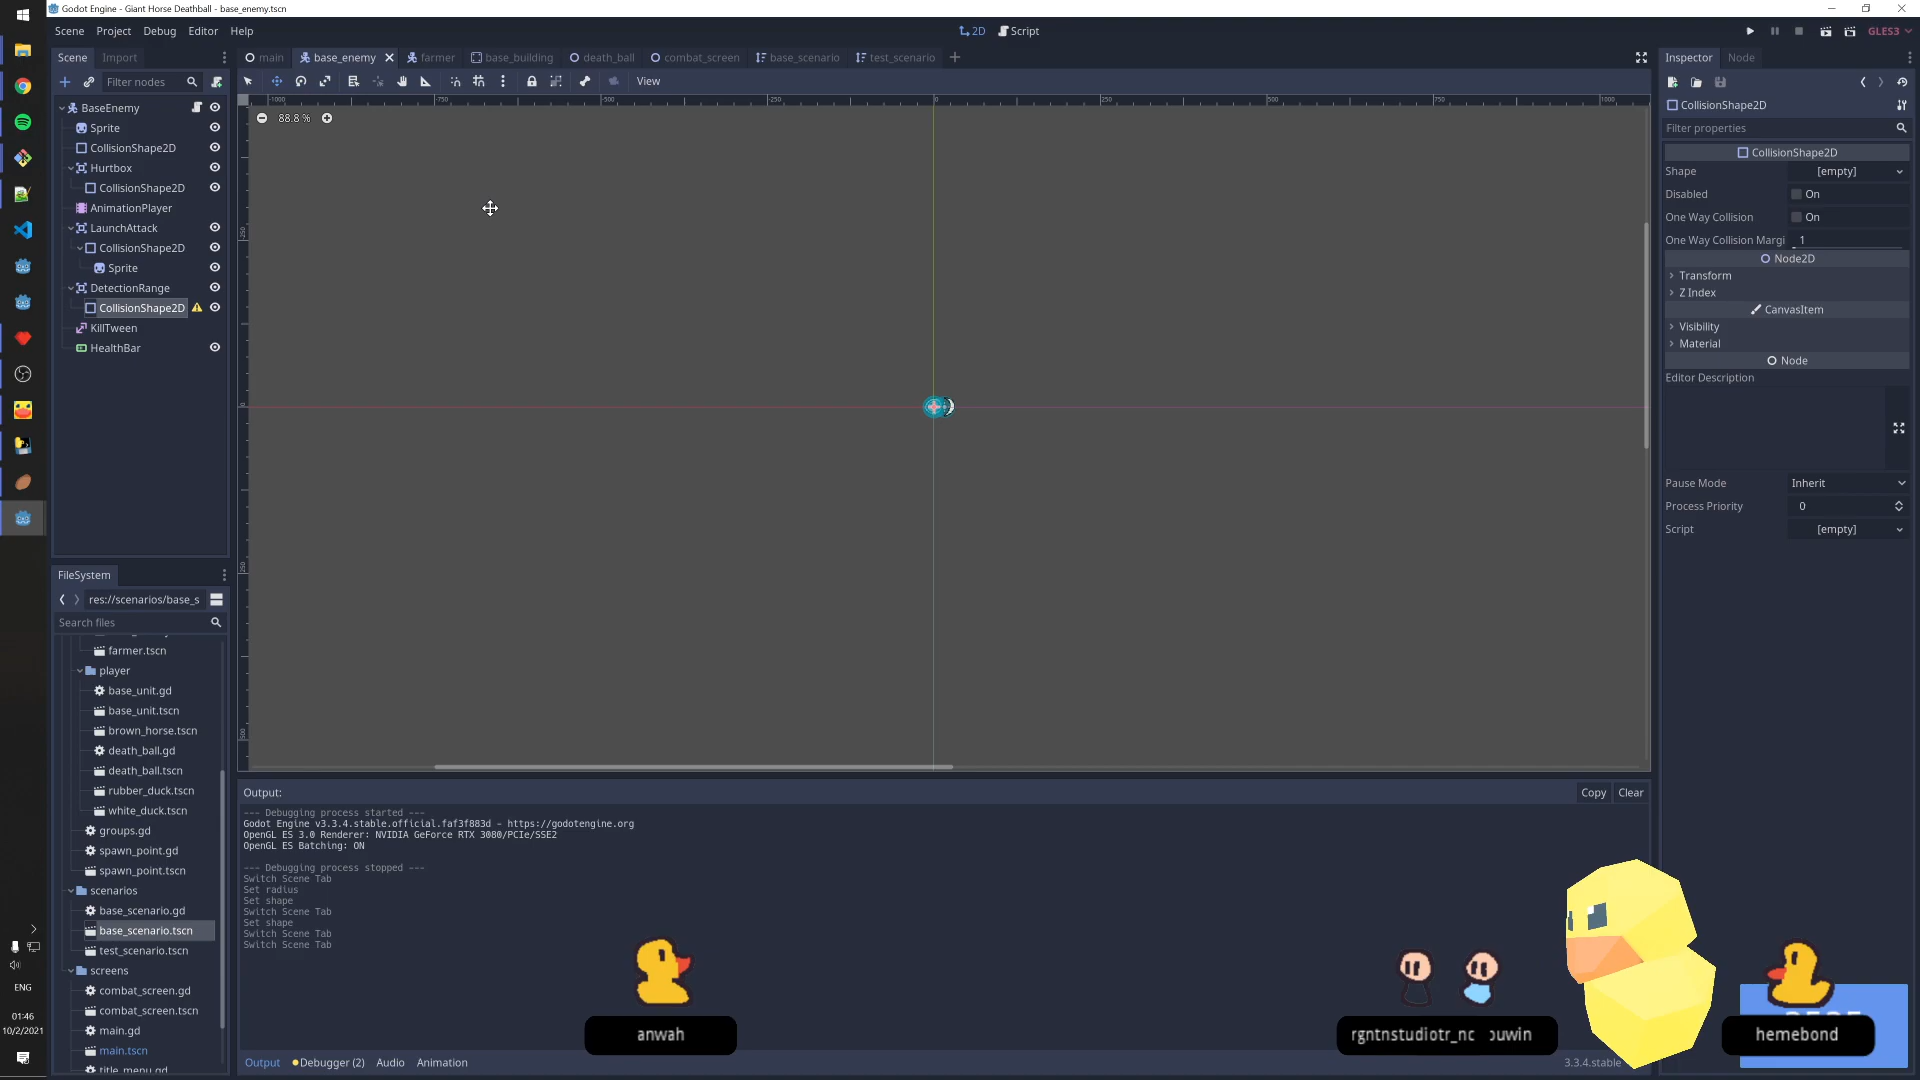 Godot Engine - Giant Horse Deathball - base_enemy.tscn
Scene Project Debug Editor Help
2D Script
GLES3
Scene Import
main base_enemy farmer base_building death_ball combat_screen base_scenario test_scenario
Inspector Node
Filter nodes
View
88.8 %
BaseEnemy
Sprite
CollisionShape2D
Hurtbox
CollisionShape2D
AnimationPlayer
LaunchAttack
CollisionShape2D
Sprite
DetectionRange
CollisionShape2D
KillTween
HealthBar
CollisionShape2D
Filter properties
CollisionShape2D
Shape [empty]
Disabled On
One Way Collision On
One Way Collision Margi 1
Node2D
Transform
Z Index
CanvasItem
Visibility
Material
Node
Editor Description
Pause Mode Inherit
Process Priority 0
Script [empty]
FileSystem
res://scenarios/base_s
Search files
farmer.tscn
player
base_unit.gd
base_unit.tscn
brown_horse.tscn
death_ball.gd
death_ball.tscn
rubber_duck.tscn
white_duck.tscn
groups.gd
spawn_point.gd
spawn_point.tscn
scenarios
base_scenario.gd
base_scenario.tscn
test_scenario.tscn
screens
combat_screen.gd
combat_screen.tscn
main.gd
main.tscn
title_menu.gd
Output:
Copy Clear
--- Debugging process started ---
Godot Engine v3.3.4.stable.official.faf3f883d - https://godotengine.org
OpenGL ES 3.0 Renderer: NVIDIA GeForce RTX 3080/PCIe/SSE2
OpenGL ES Batching: ON
--- Debugging process stopped ---
Switch Scene Tab
Set radius
Set shape
Switch Scene Tab
Set shape
Switch Scene Tab
Switch Scene Tab
Output Debugger (2) Audio Animation
3.3.4.stable
anwah
rgntnstudiotr_nc ouwin
hemebond
ENG
01:46
10/2/2021